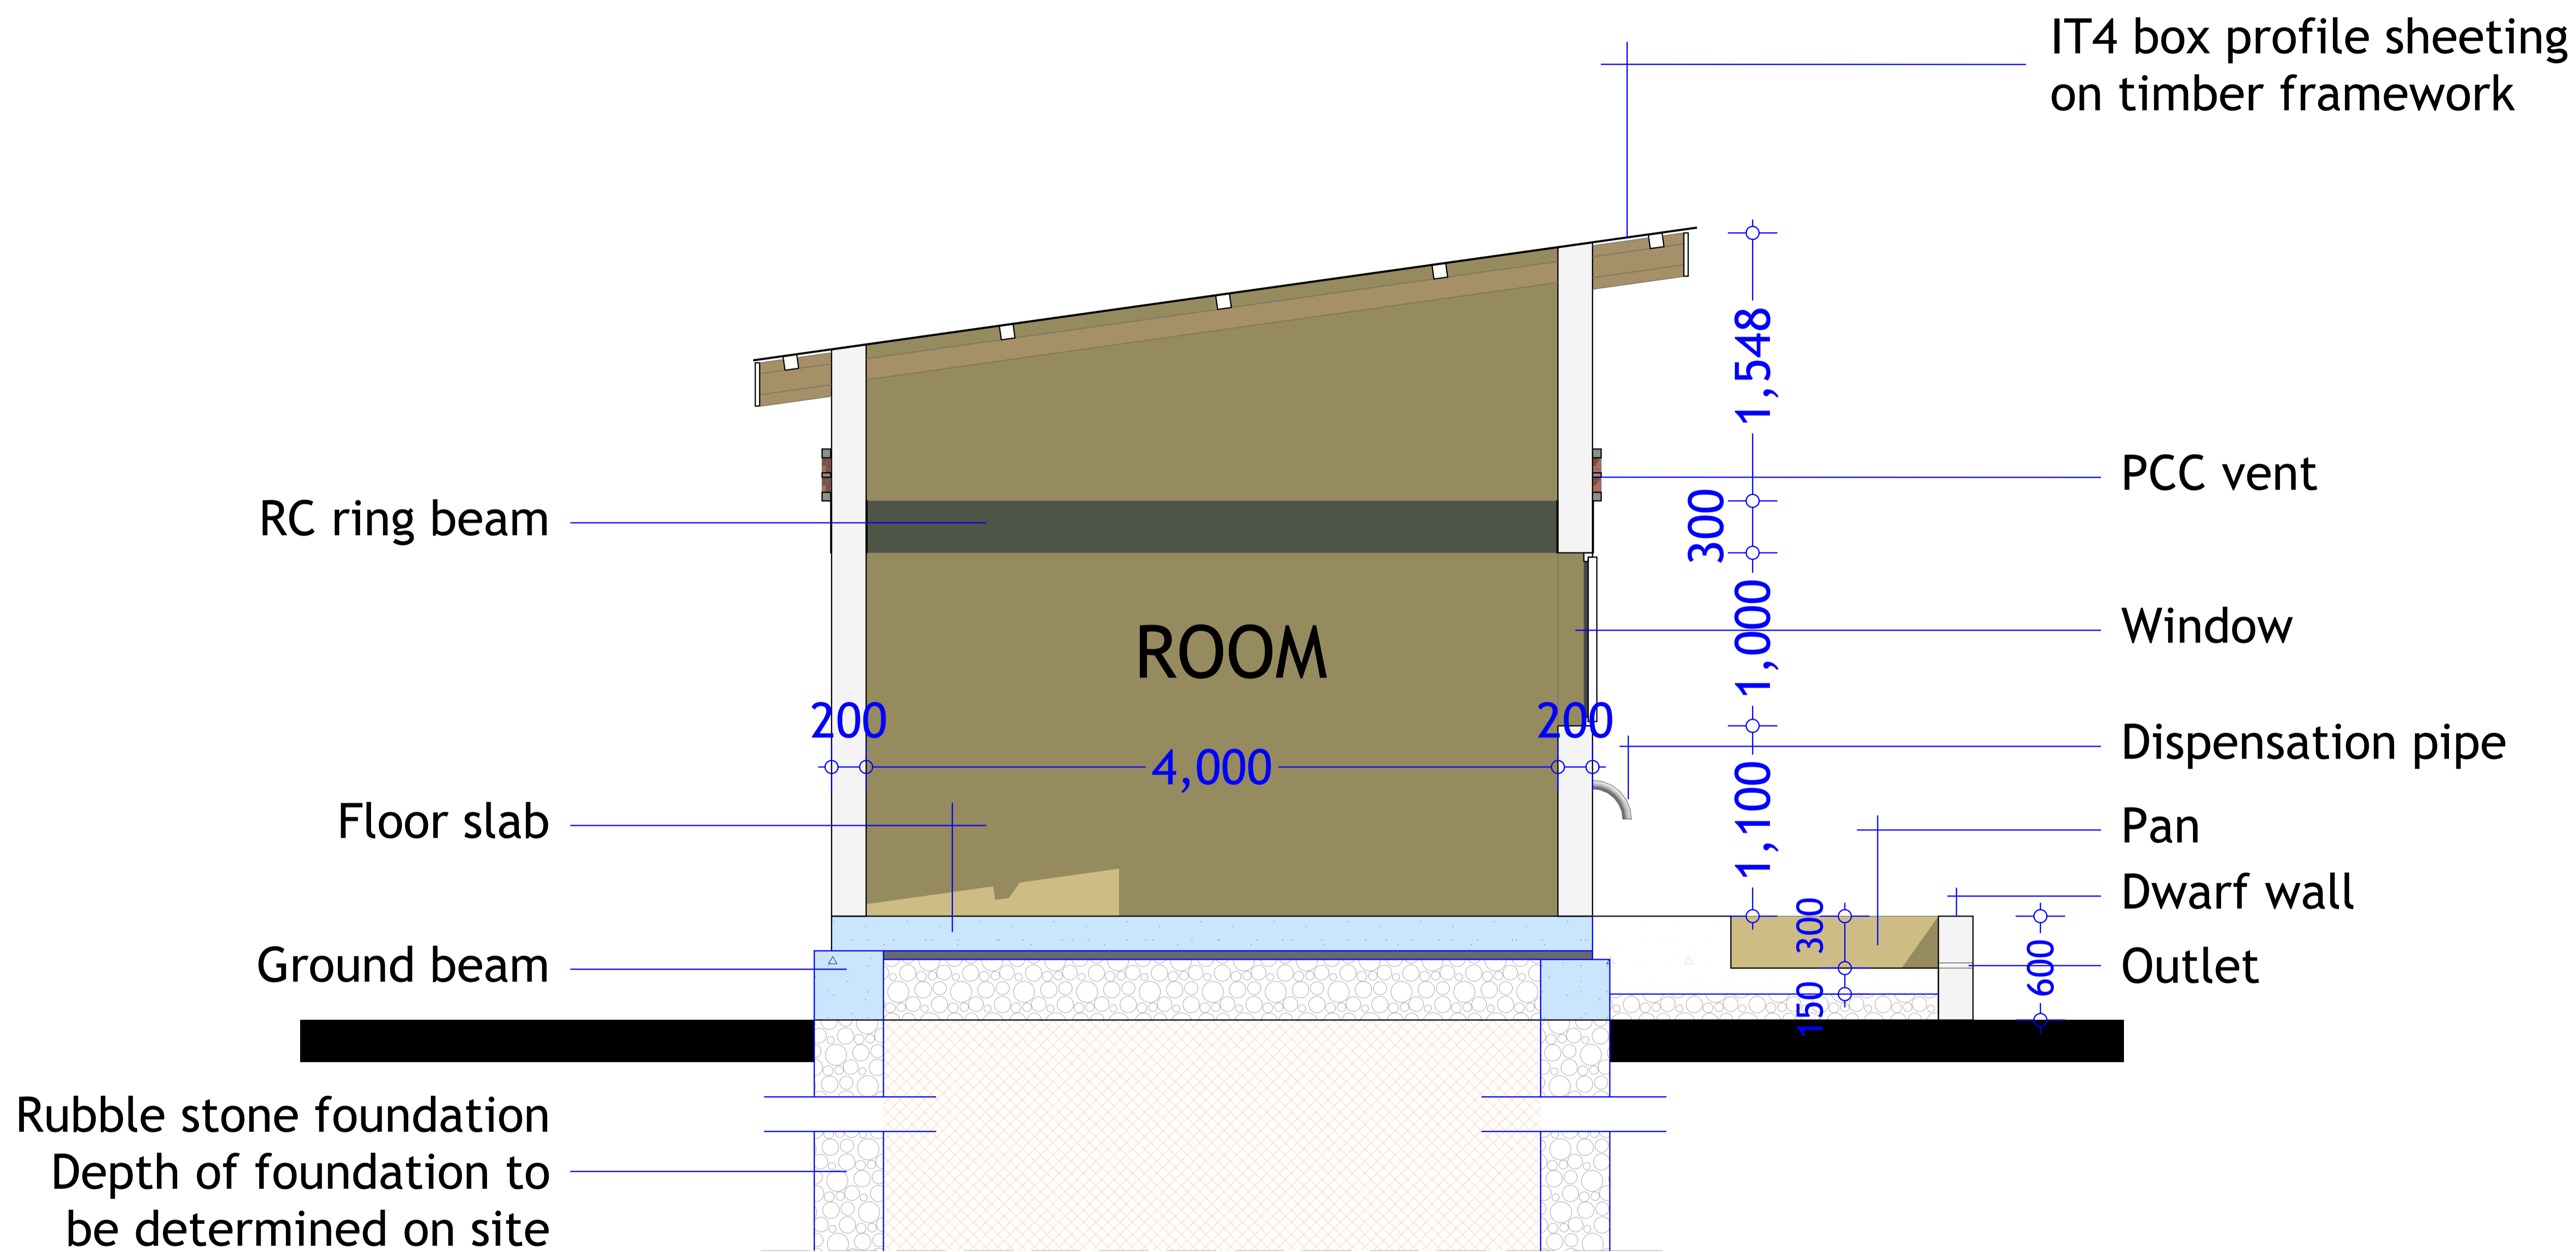 IT4 box profile sheeting
on timber framework
1,548
PCC vent
300
RC ring beam
Window
1,000
ROOM
200
200
4,000
Dispensation pipe
1,100
Floor slab
Pan
Dwarf wall
300
Ground beam
Outlet
600
150
Rubble stone foundation
Depth of foundation to
be determined on site